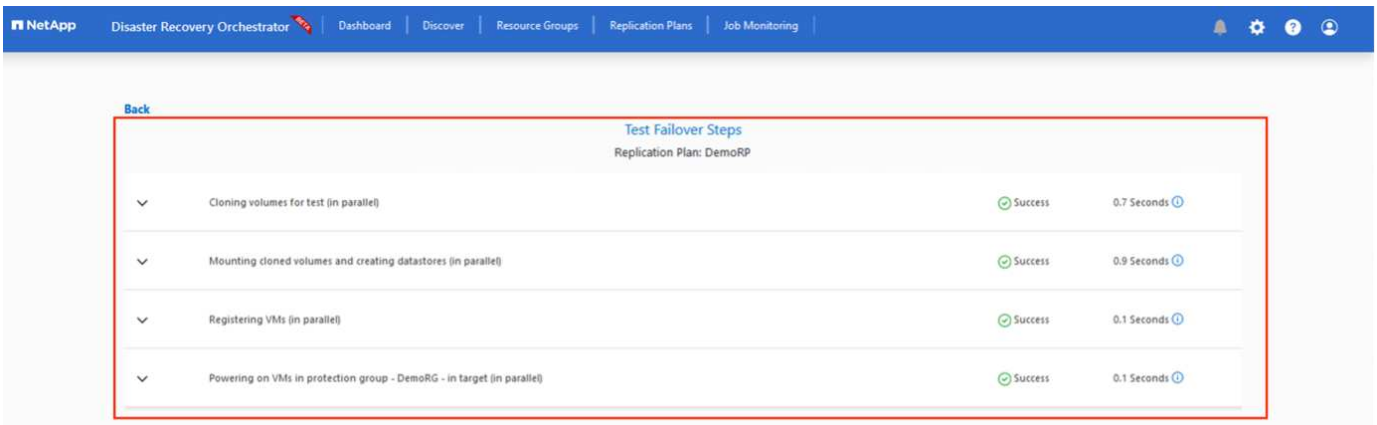 NetApp Disaster Recovery Orchestrator Dashboard Discover Resource Groups Replication Plans Job Monitoring
Back
Test Failover Steps
Replication Plan: DemoRP
Cloning volumes for test (in parallel) Success 0.7 Seconds
Mounting cloned volumes and creating datastores (in parallel) Success 0.9 Seconds
Registering VMs (in parallel) Success 0.1 Seconds
Powering on VMs in protection group - DemoRG - in target (in parallel) Success 0.1 Seconds